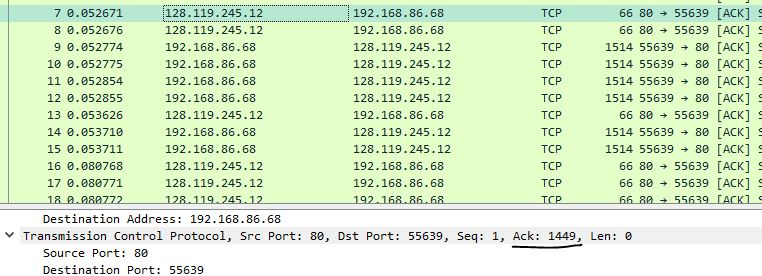 7 0.052671 128.119.245.12 192.168.86.68 TCP 66 80 → 55639 [ACK] S
8 0.052676 128.119.245.12 192.168.86.68 TCP 66 80 → 55639 [ACK] S
9 0.052774 192.168.86.68 128.119.245.12 TCP 1514 55639 → 80 [ACK] S
10 0.052775 192.168.86.68 128.119.245.12 TCP 1514 55639 → 80 [ACK] S
11 0.052854 192.168.86.68 128.119.245.12 TCP 1514 55639 → 80 [ACK] S
12 0.052855 192.168.86.68 128.119.245.12 TCP 1514 55639 → 80 [ACK] S
13 0.053626 128.119.245.12 192.168.86.68 TCP 66 80 → 55639 [ACK] S
14 0.053710 192.168.86.68 128.119.245.12 TCP 1514 55639 → 80 [ACK] S
15 0.053711 192.168.86.68 128.119.245.12 TCP 1514 55639 → 80 [ACK] S
16 0.080768 128.119.245.12 192.168.86.68 TCP 66 80 → 55639 [ACK] S
17 0.080771 128.119.245.12 192.168.86.68 TCP 66 80 → 55639 [ACK] S
18 0.080772 128.119.245.12 192.168.86.68 TCP 66 80 → 55639 [ACK] S
Destination Address: 192.168.86.68
Transmission Control Protocol, Src Port: 80, Dst Port: 55639, Seq: 1, Ack: 1449, Len: 0
Source Port: 80
Destination Port: 55639